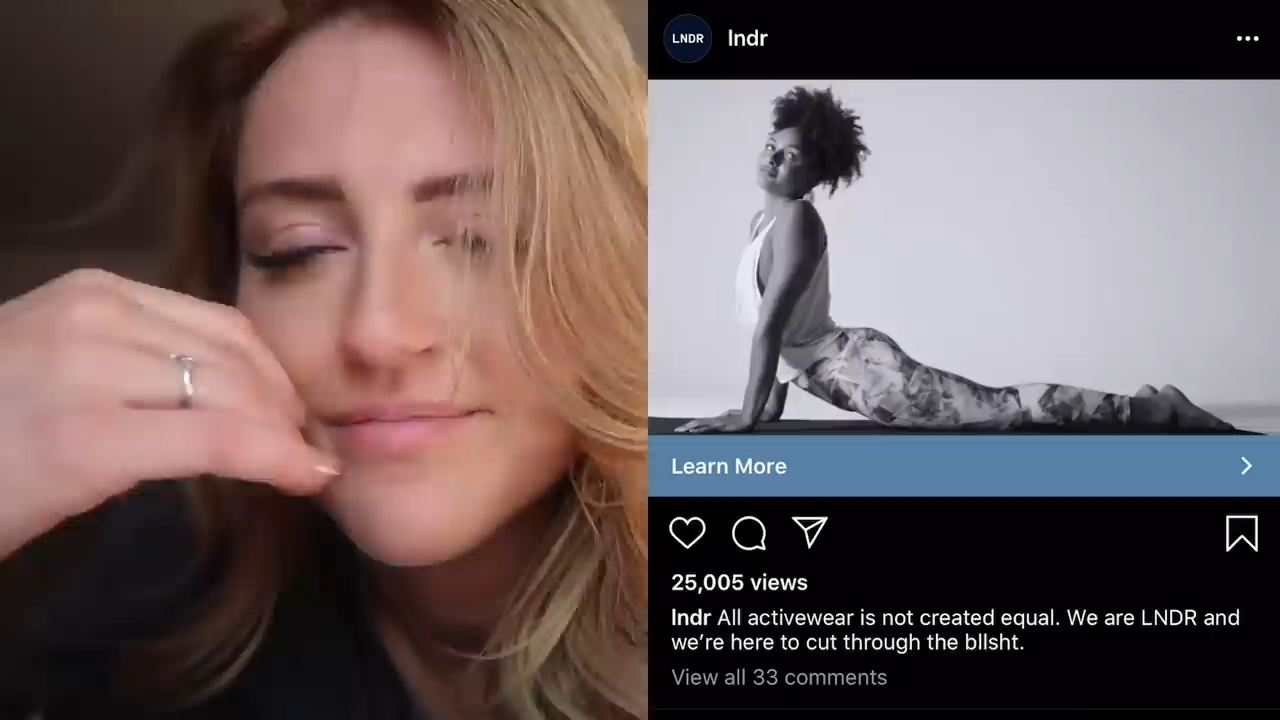 LNDR
lndr
Learn More
25,005 views
lndr All activewear is not created equal. We are LNDR and
we're here to cut through the bllsht.
View all 33 comments